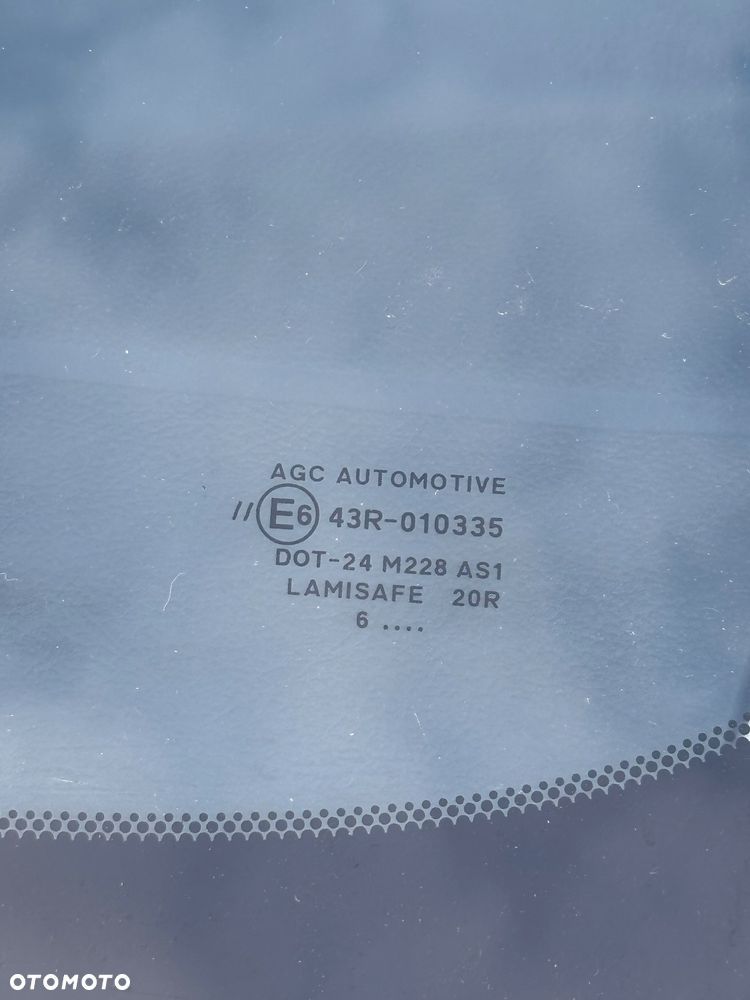 AGC AUTOMOTIVE
// E6 43R-010335
DOT-24 M228 AS1
LAMISAFE 20R
6 ....
OTOMOTO